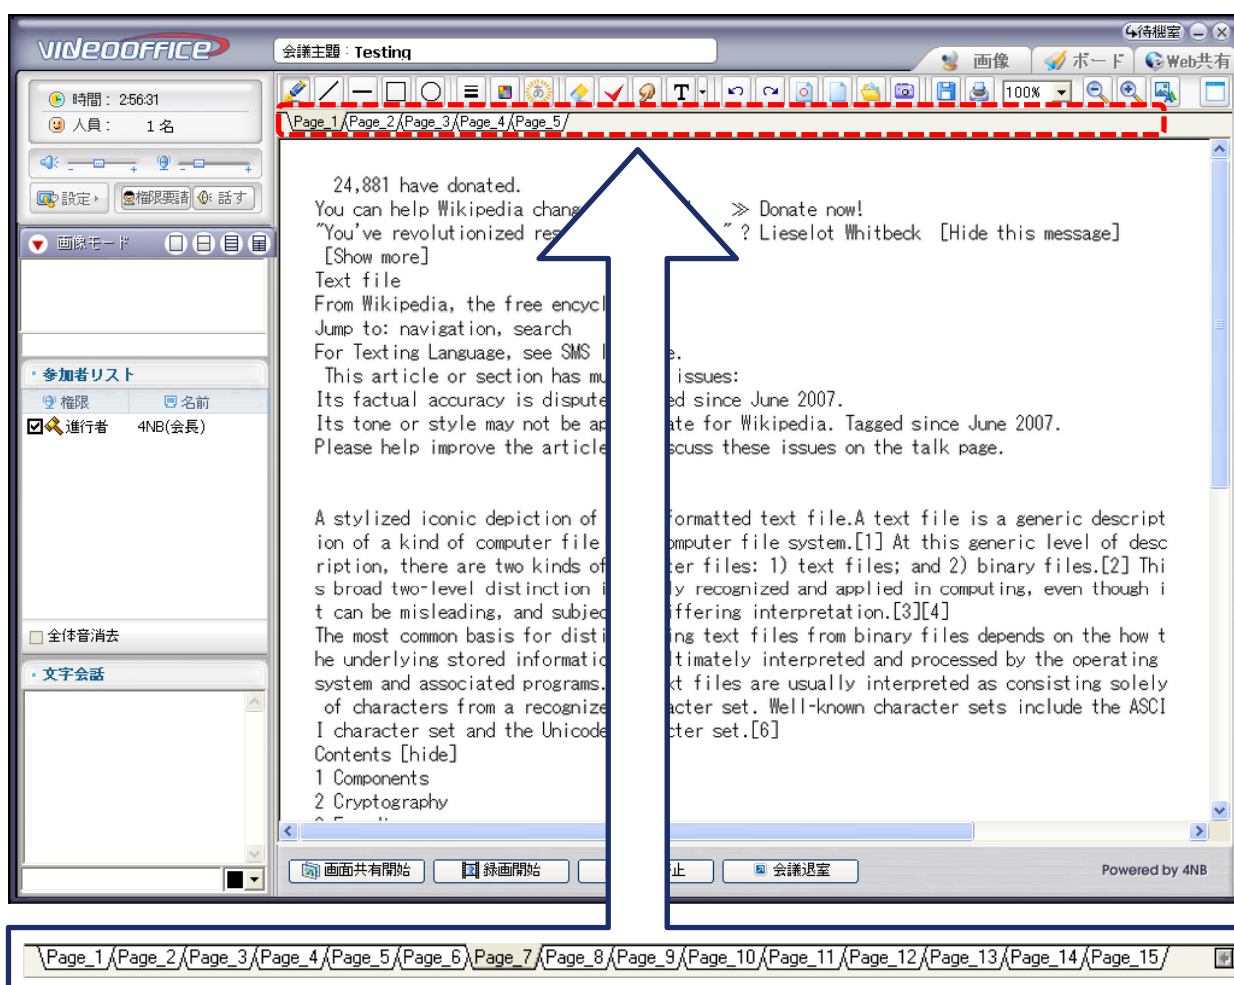 VIDEOOFFICE
会議主題 : Testing
待機室
画像
ボード
Web共有
時間 : 2:56:31
人員 : 1 名
設定
権限要請
話す
100%
Page_1 Page_2 Page_3 Page_4 Page_5
画像モード
参加者リスト
権限 名前
進行者 4NB(会長)
全体音消去
文字会話
24,881 have donated.
You can help Wikipedia chang ≫ Donate now!
"You've revolutionized res " ? Lieselot Whitbeck [Hide this message]
[Show more]
Text file
From Wikipedia, the free encycl
Jump to: navigation, search
For Texting Language, see SMS l e.
This article or section has mu issues:
Its factual accuracy is dispute ed since June 2007.
Its tone or style may not be ap ate for Wikipedia. Tagged since June 2007.
Please help improve the article scuss these issues on the talk page.
A stylized iconic depiction of ormatted text file.A text file is a generic descript
ion of a kind of computer file omputer file system.[1] At this generic level of desc
ription, there are two kinds of er files: 1) text files; and 2) binary files.[2] Thi
s broad two-level distinction i ly recognized and applied in computing, even though i
t can be misleading, and subjec iffering interpretation.[3][4]
The most common basis for disti ing text files from binary files depends on the how t
he underlying stored informatic ltimately interpreted and processed by the operating
system and associated programs. xt files are usually interpreted as consisting solely
of characters from a recognize acter set. Well-known character sets include the ASCI
I character set and the Unicode cter set.[6]
Contents [hide]
1 Components
2 Cryptography
画面共有開始
録画開始
止
会議退室
Powered by 4NB
Page_1 Page_2 Page_3 Page_4 Page_5 Page_6 Page_7 Page_8 Page_9 Page_10 Page_11 Page_12 Page_13 Page_14 Page_15